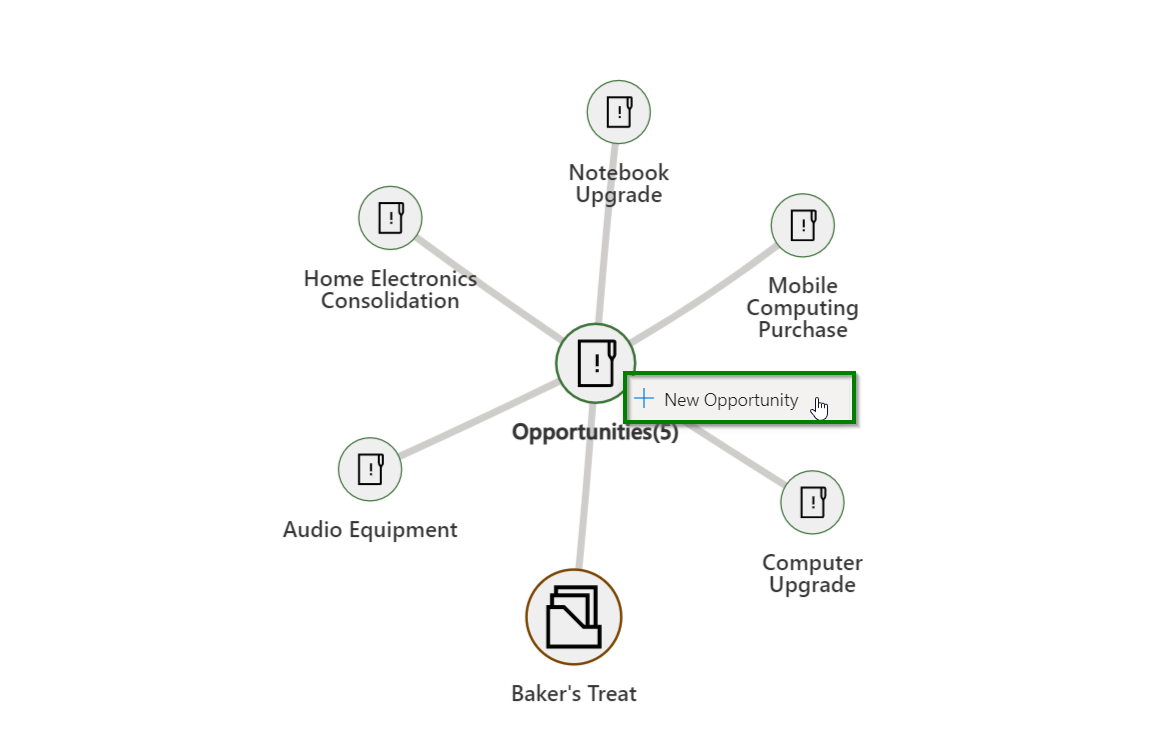 Notebook
Upgrade
Home Electronics
Consolidation
Mobile
Computing
Purchase
New Opportunity
Opportunities(5)
Audio Equipment
Computer
Upgrade
Baker's Treat